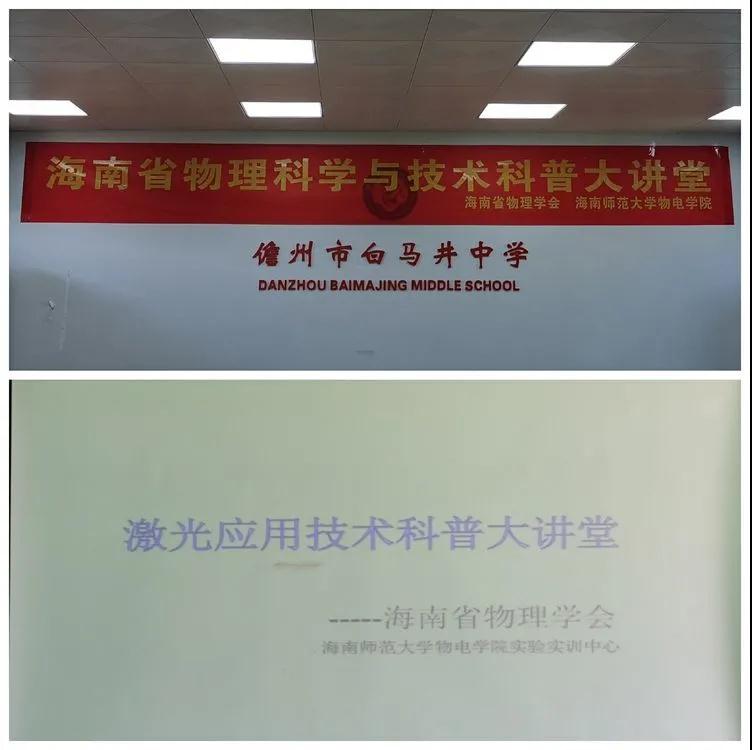 海南省物理科学与技术科普大讲堂
海南省物理学会 海南师范大学物电学院
儋州市白马井中学
DANZHOU BAIMAJING MIDDLE SCHOOL
激光应用技术科普大讲堂
-----海南省物理学会
海南师范大学物电学院实验实训中心